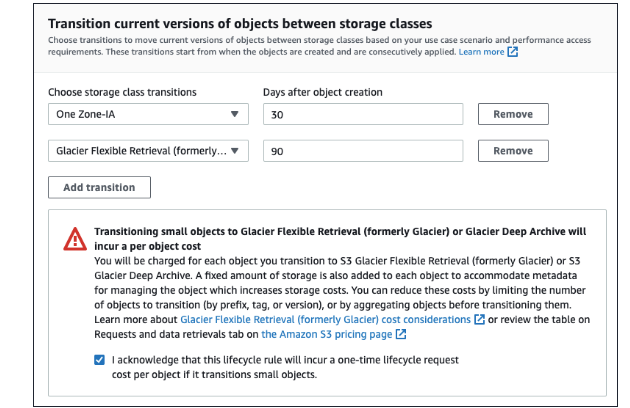 Transition current versions of objects between storage classes
Choose transitions to move current versions of objects between storage classes based on your use case scenario and performance access
requirements. These transitions start from when the objects are created and are consecutively applied. Learn more
Choose storage class transitions
Days after object creation
One Zone-IA
30
Remove
Glacier Flexible Retrieval (formerly...
90
Remove
Add transition
Transitioning small objects to Glacier Flexible Retrieval (formerly Glacier) or Glacier Deep Archive will
incur a per object cost
You will be charged for each object you transition to S3 Glacier Flexible Retrieval (formerly Glacier) or S3
Glacier Deep Archive. A fixed amount of storage is also added to each object to accommodate metadata
for managing the object which increases storage costs. You can reduce these costs by limiting the number
of objects to transition (by prefix, tag, or version), or by aggregating objects before transitioning them.
Learn more about Glacier Flexible Retrieval (formerly Glacier) cost considerations or review the table on
Requests and data retrievals tab on the Amazon S3 pricing page
I acknowledge that this lifecycle rule will incur a one-time lifecycle request
cost per object if it transitions small objects.